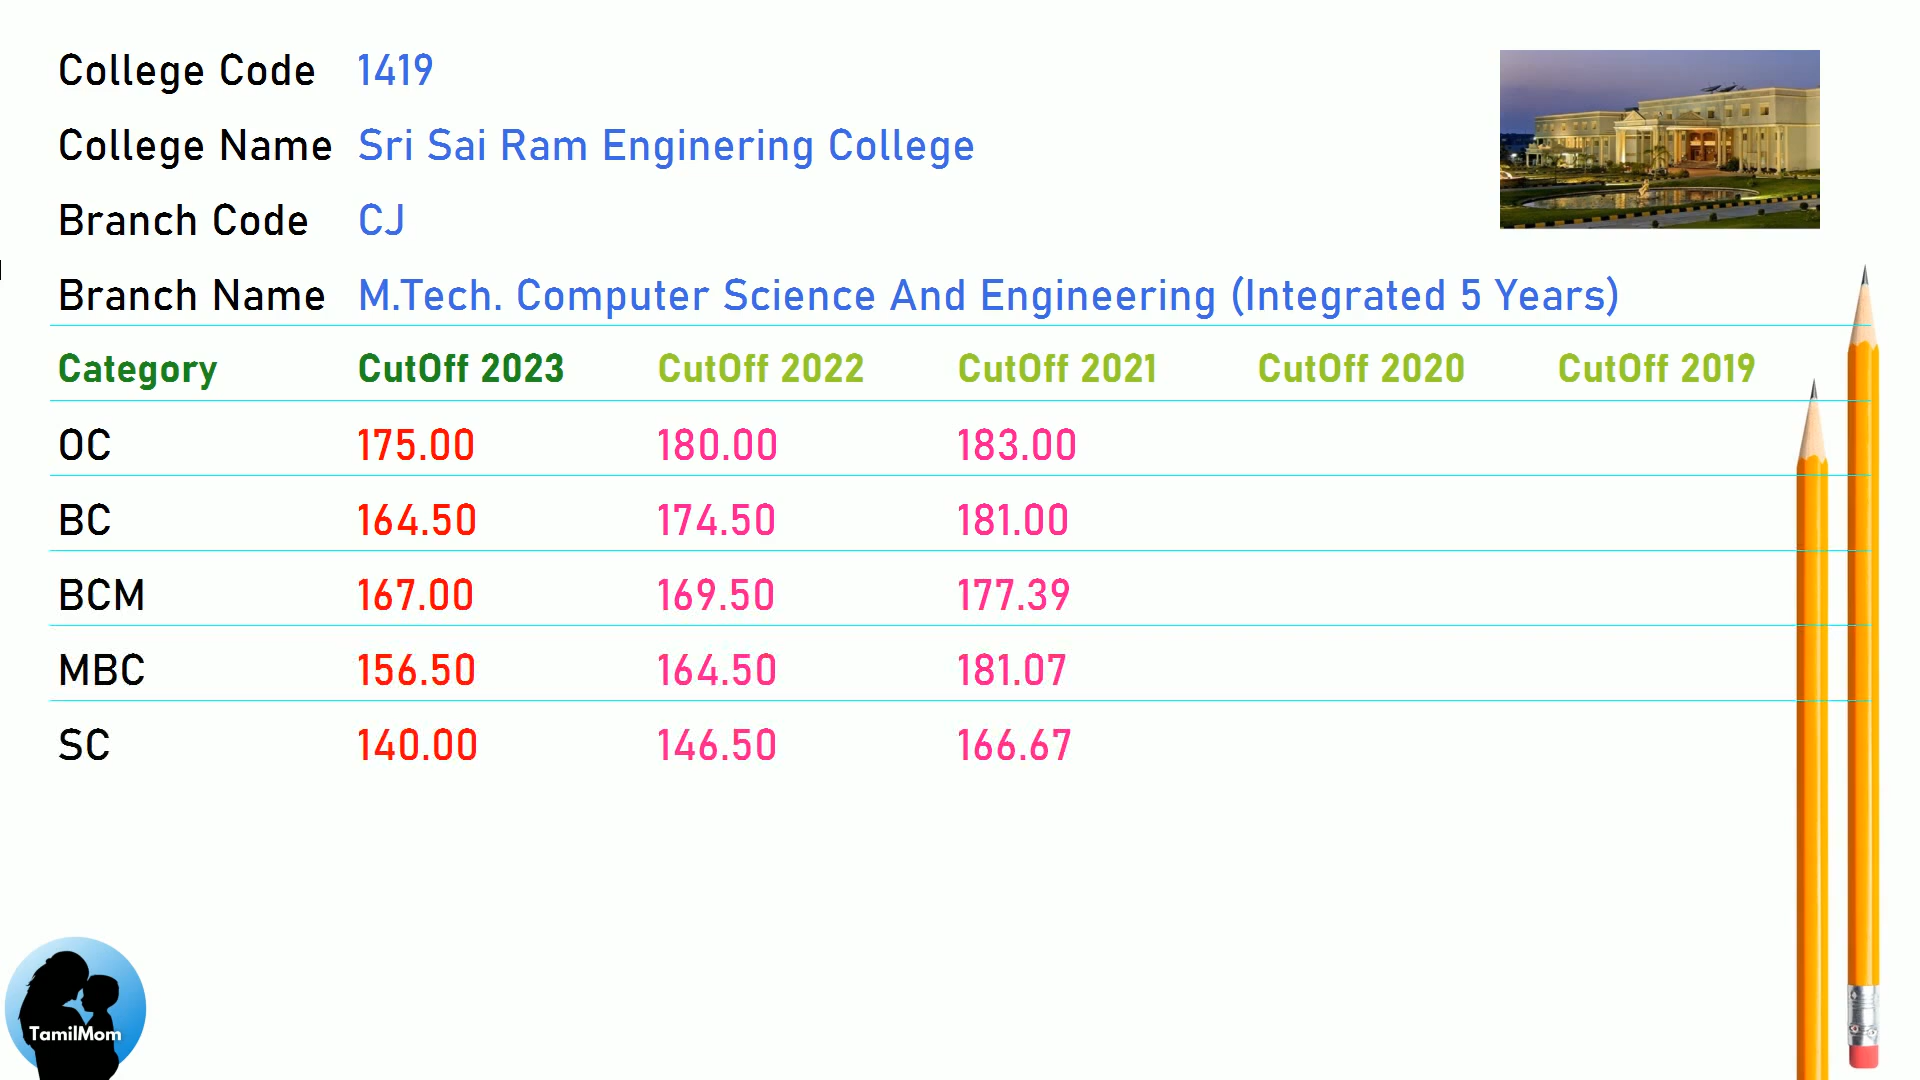 College Code 1419
College Name Sri Sai Ram Enginering College
Branch Code CJ
Branch Name M.Tech. Computer Science And Engineering (Integrated 5 Years)
Category CutOff 2023 CutOff 2022 CutOff 2021 CutOff 2020 CutOff 2019
OC 175.00 180.00 183.00
BC 164.50 174.50 181.00
BCM 167.00 169.50 177.39
MBC 156.50 164.50 181.07
SC 140.00 146.50 166.67
TamilMom